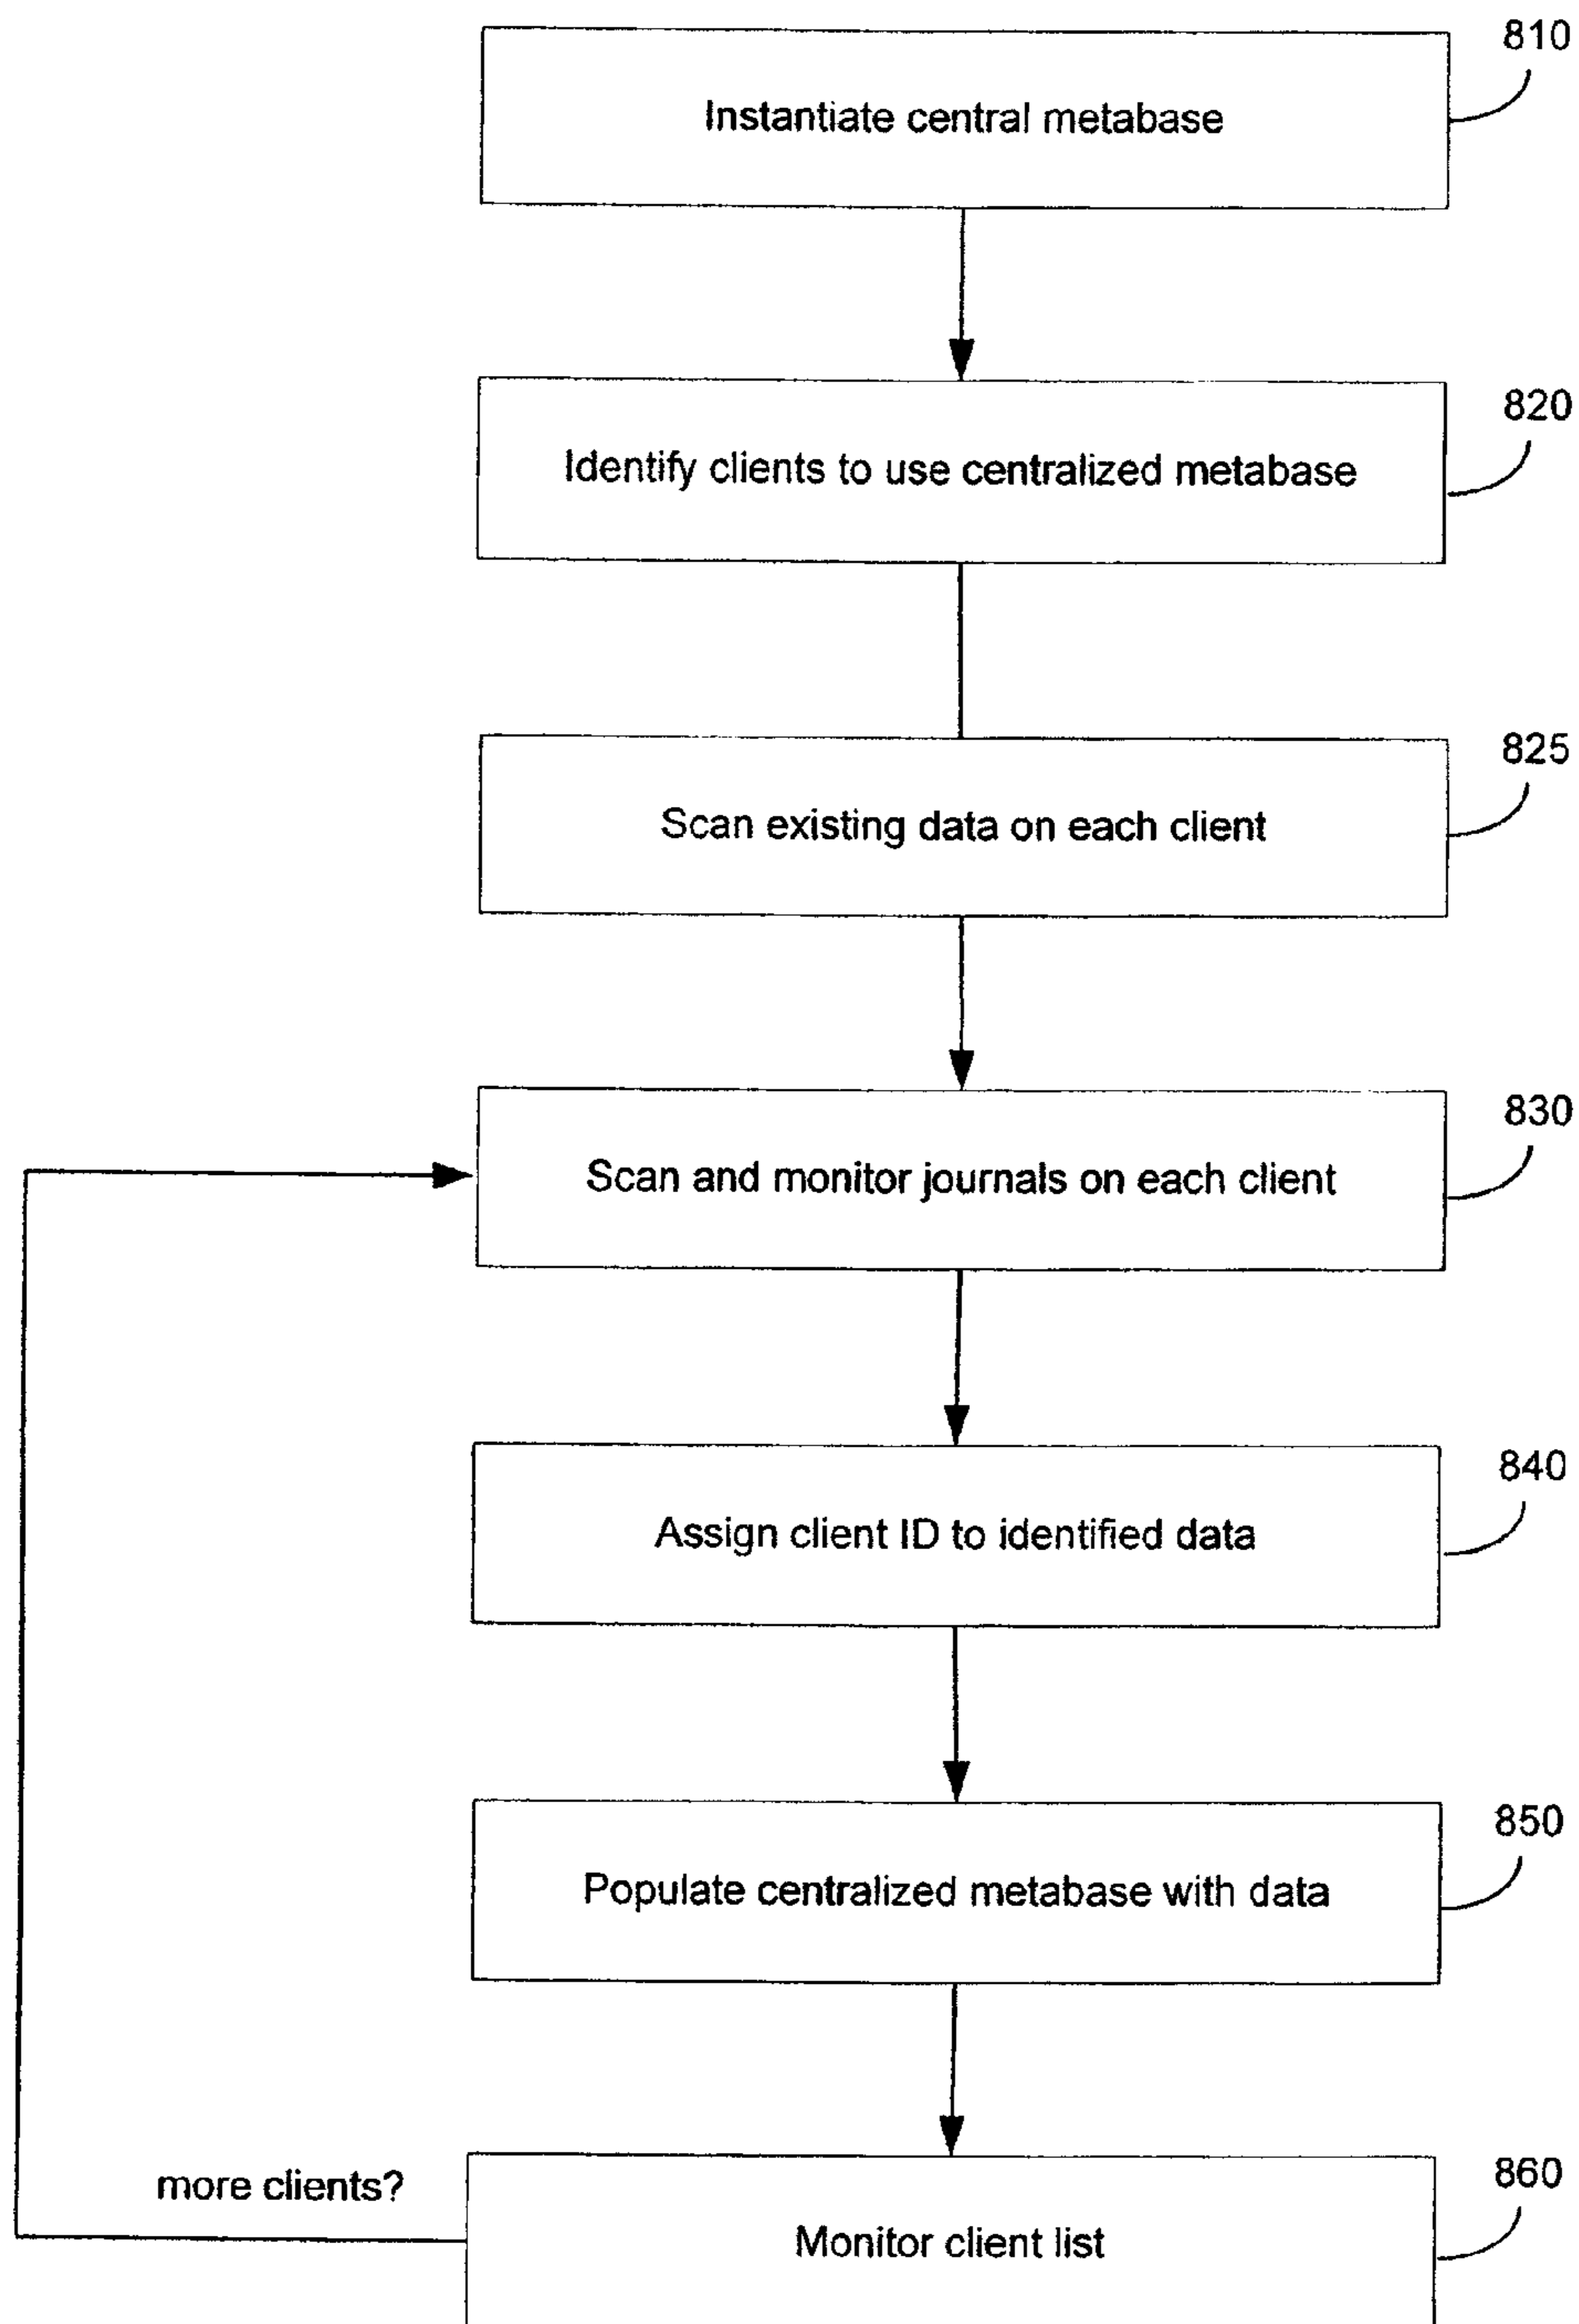 810
Instantiate central metabase
820
Identify clients to use centralized metabase
825
Scan existing data on each client
830
Scan and monitor journals on each client
840
Assign client ID to identified data
850
Populate centralized metabase with data
860
more clients?
Monitor client list